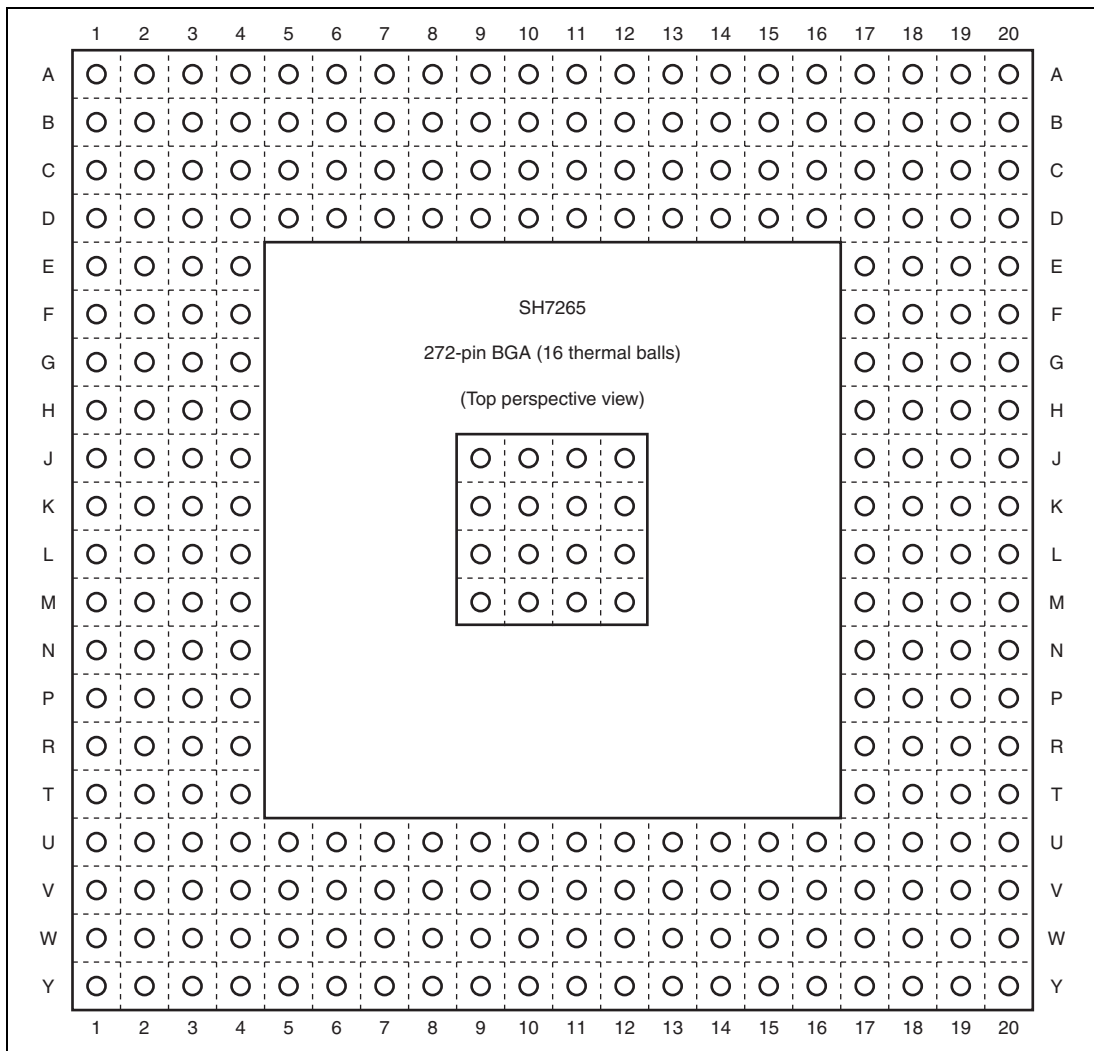 1 2 3 4 5 6 7 8 9 10 11 12 13 14 15 16 17 18 19 20
A A
B B
C C
D D
E E
F SH7265 F
G 272-pin BGA (16 thermal balls) G
H (Top perspective view) H
J J
K K
L L
M M
N N
P P
R R
T T
U U
V V
W W
Y Y
1 2 3 4 5 6 7 8 9 10 11 12 13 14 15 16 17 18 19 20